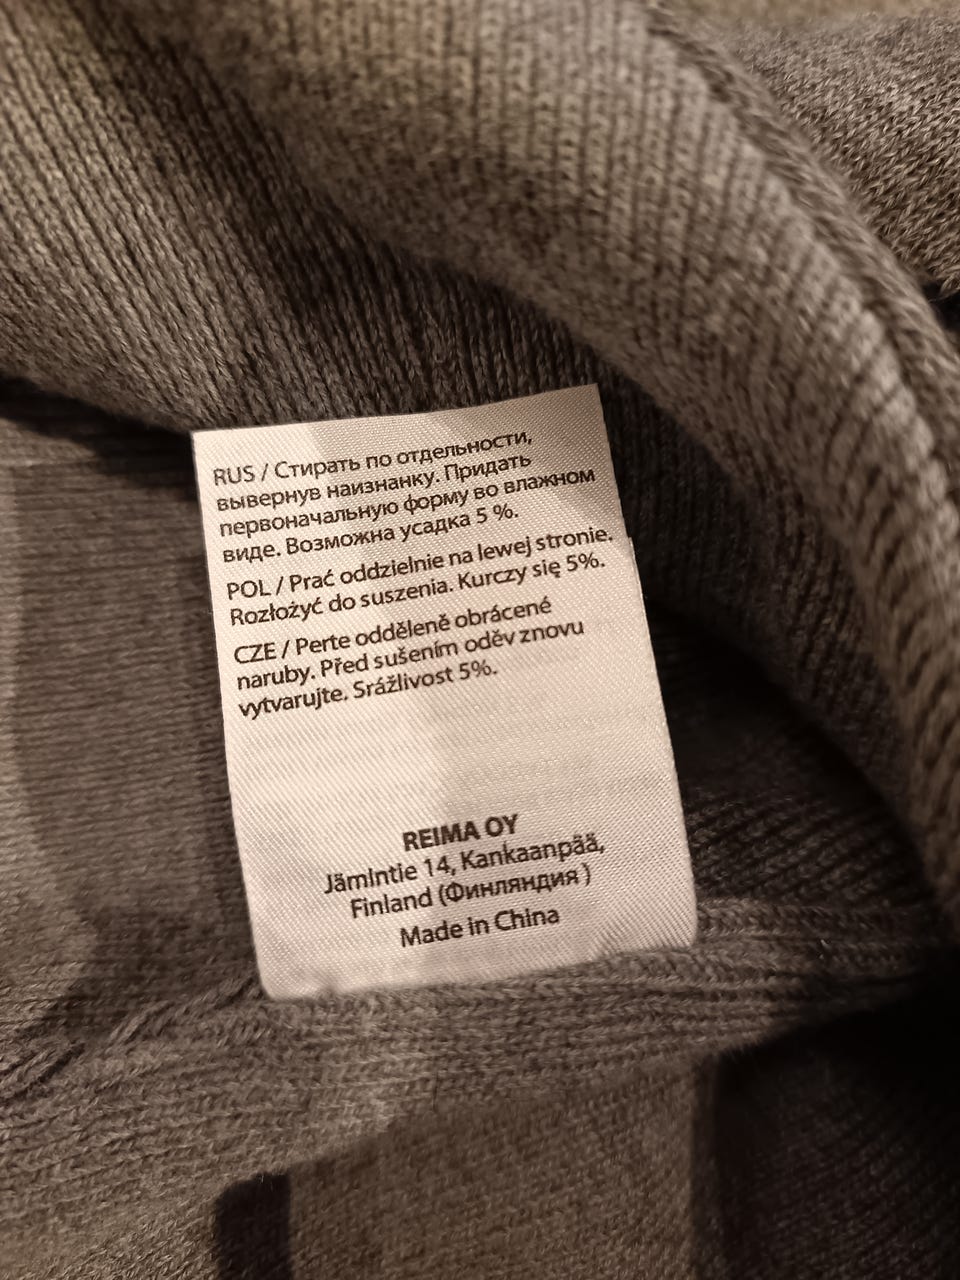 RUS / Стирать по отдельности,
вывернув наизнанку. Придать
первоначальную форму во влажном
виде. Возможна усадка 5 %.
POL / Prać oddzielnie na lewej stronie.
Rozłożyć do suszenia. Kurczy się 5%.
CZE / Perte odděleně obrácené
naruby. Před sušením oděv znovu
vytvarujte. Srážlivost 5%.
REIMA OY
Jämintie 14, Kankaanpää,
Finland (Финляндия )
Made in China